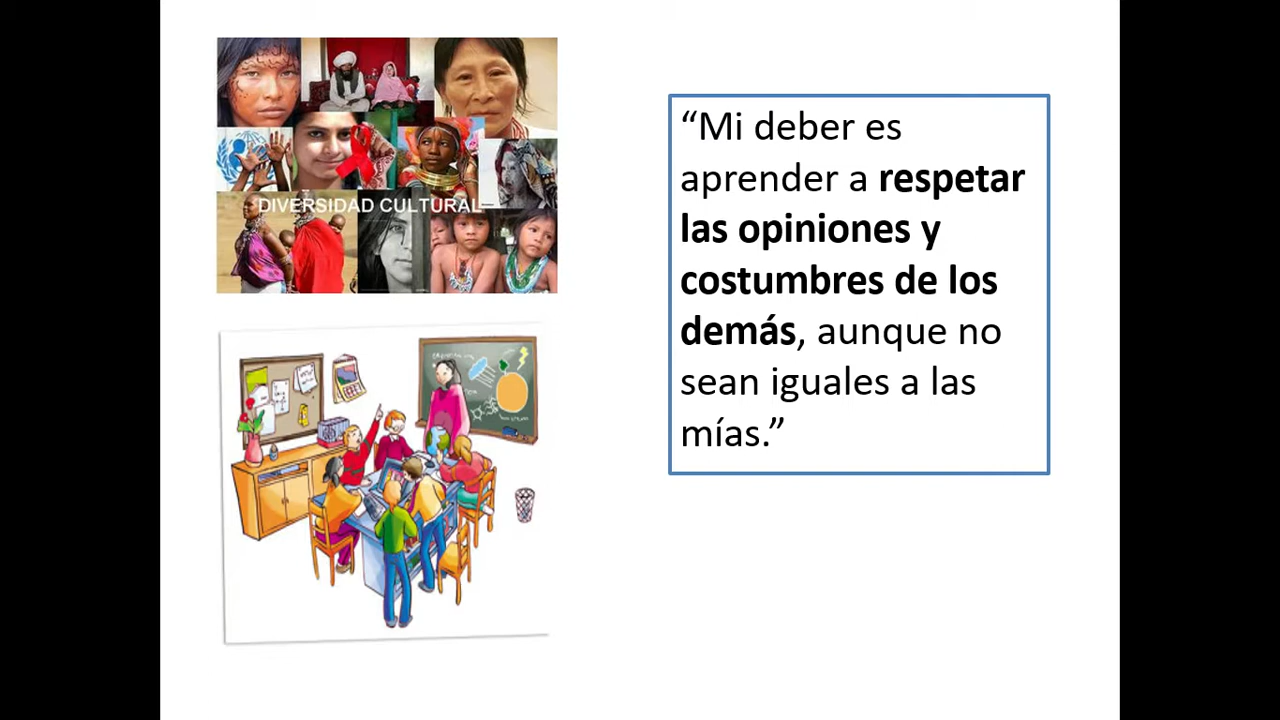 DIVERSIDAD CULTURAL
“Mi deber es
aprender a respetar
las opiniones y
costumbres de los
demás, aunque no
sean iguales a las
mías.”